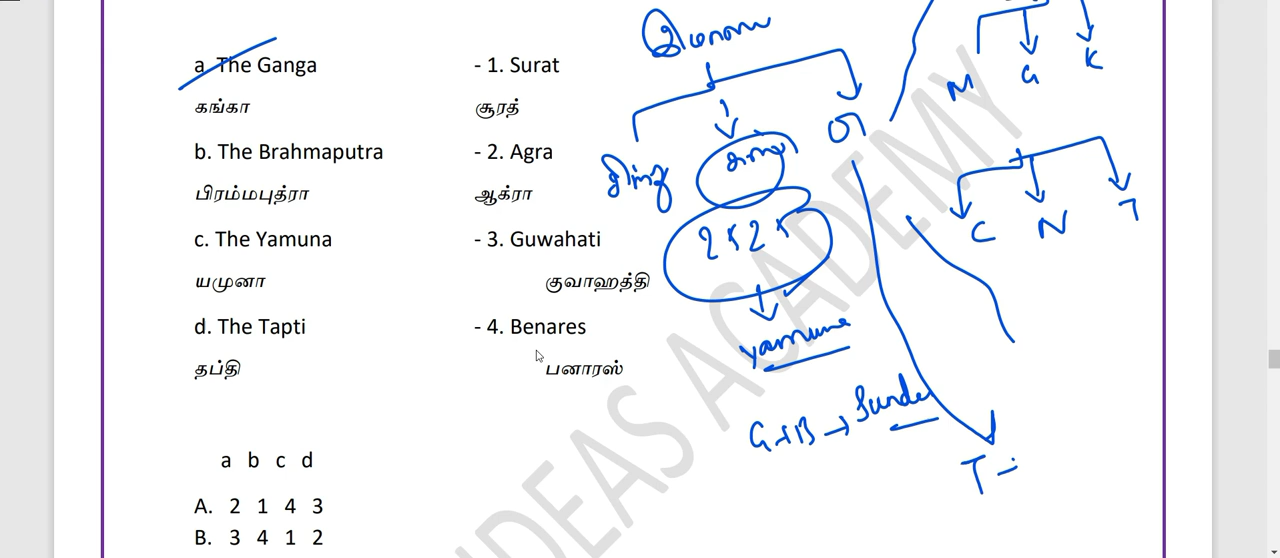 a. The Ganga - 1. Surat
கங்கா சூரத்
b. The Brahmaputra - 2. Agra
பிரம்மபுத்ரா ஆக்ரா
c. The Yamuna - 3. Guwahati
யமுனா குவாஹத்தி
d. The Tapti - 4. Benares
தப்தி பனாரஸ்
a b c d
A. 2 1 4 3
B. 3 4 1 2
M G K
C N T
yamuna
G+B →
T -
IDEAS ACADEMY